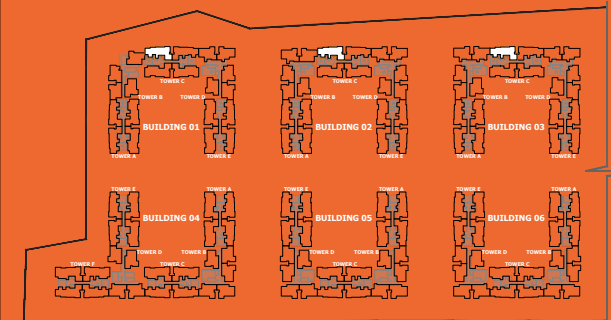 TOWER C TOWER C TOWER C
TOWER B TOWER D TOWER B TOWER D TOWER B TOWER D
BUILDING 01 BUILDING 02 BUILDING 03
TOWER A TOWER E TOWER A TOWER E TOWER A TOWER E
TOWER E TOWER A TOWER E TOWER A TOWER E TOWER A
BUILDING 04 BUILDING 05 BUILDING 06
TOWER D TOWER B TOWER D TOWER B TOWER D TOWER B
TOWER F TOWER C TOWER C TOWER C